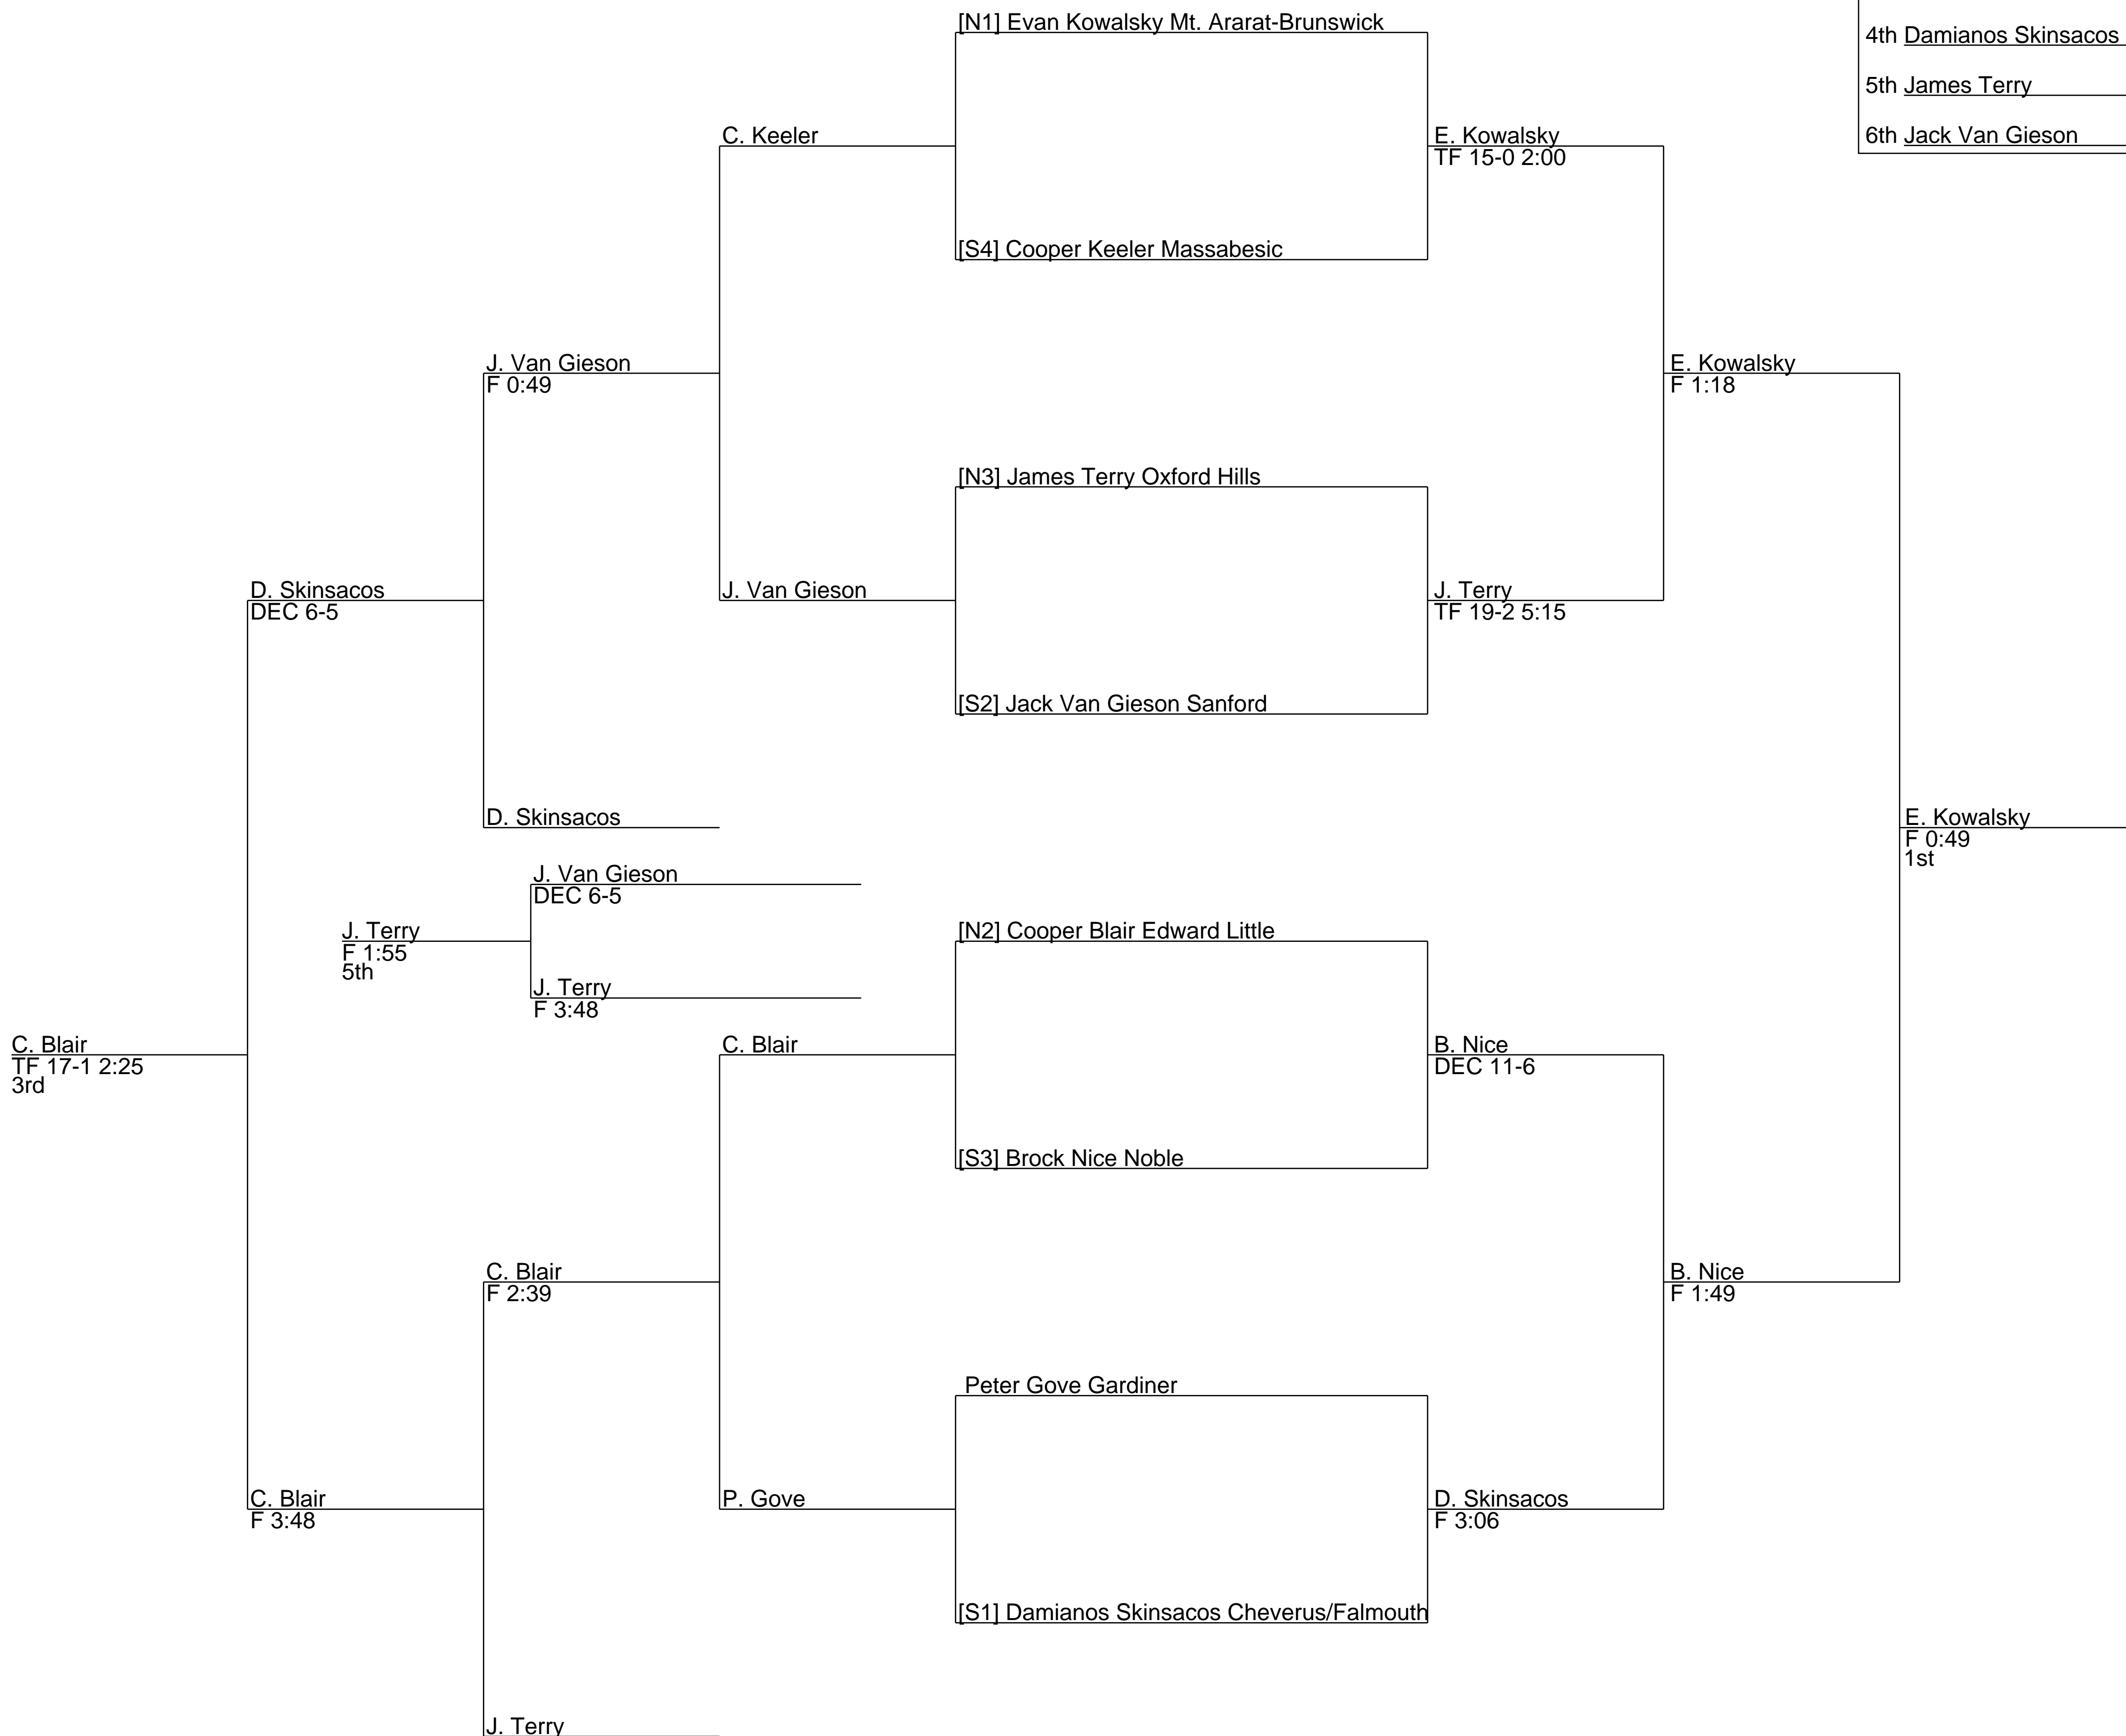 [N1] Evan Kowalsky Mt. Ararat-Brunswick
4th Damianos Skinsacos
5th James Terry
6th Jack Van Gieson
C. Keeler
E. Kowalsky
TF 15-0 2:00
[S4] Cooper Keeler Massabesic
J. Van Gieson
F 0:49
E. Kowalsky
F 1:18
[N3] James Terry Oxford Hills
D. Skinsacos
DEC 6-5
J. Van Gieson
J. Terry
TF 19-2 5:15
[S2] Jack Van Gieson Sanford
D. Skinsacos
E. Kowalsky
F 0:49
1st
J. Van Gieson
DEC 6-5
J. Terry
F 1:55
5th
[N2] Cooper Blair Edward Little
J. Terry
F 3:48
C. Blair
TF 17-1 2:25
3rd
C. Blair
B. Nice
DEC 11-6
[S3] Brock Nice Noble
C. Blair
F 2:39
B. Nice
F 1:49
Peter Gove Gardiner
C. Blair
F 3:48
P. Gove
D. Skinsacos
F 3:06
[S1] Damianos Skinsacos Cheverus/Falmouth
J. Terry